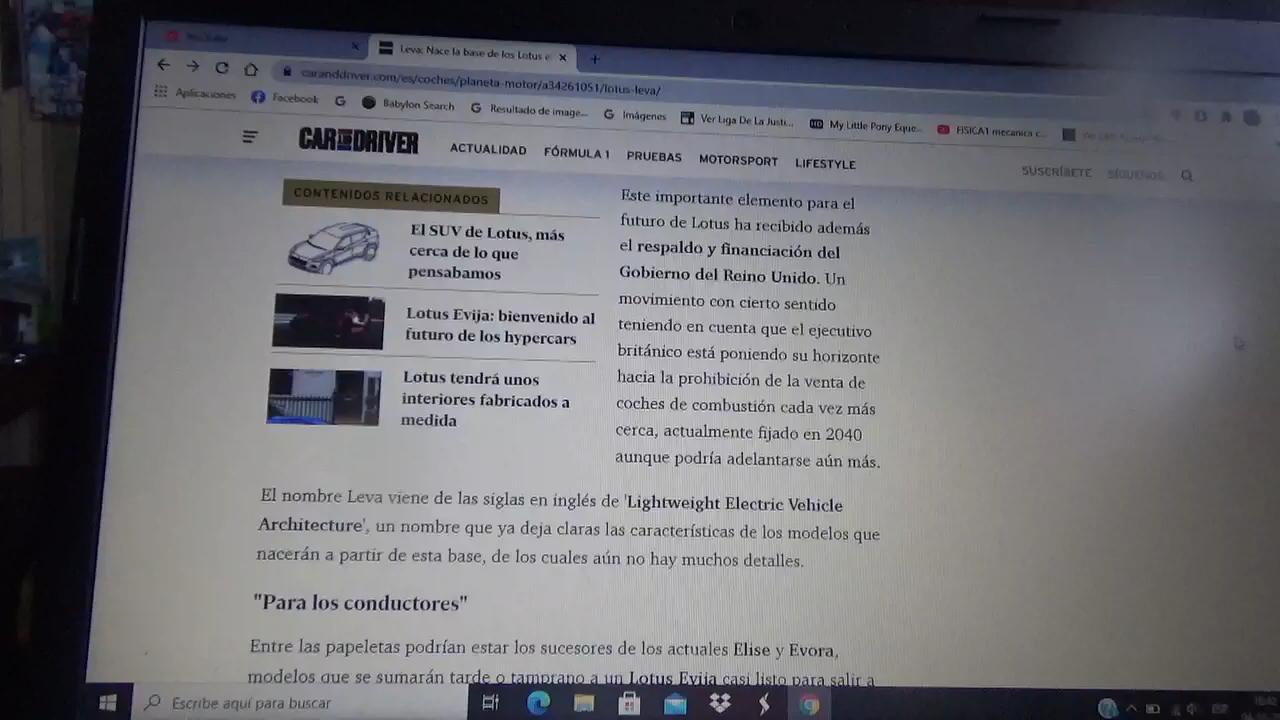 YouTube
Leva: Nace la base de los Lotus e
caranddriver.com/es/coches/planeta-motor/a34261051/lotus-leva/
Aplicaciones
Facebook
Babylon Search
Resultado de image...
Imágenes
Ver Liga De La Justi...
My Little Pony Eque...
FISICA1 mecanica c...
CAR AND DRIVER
ACTUALIDAD
FÓRMULA 1
PRUEBAS
MOTORSPORT
LIFESTYLE
SUSCRÍBETE
SÍGUENOS
CONTENIDOS RELACIONADOS
El SUV de Lotus, más
cerca de lo que
pensabamos
Lotus Evija: bienvenido al
futuro de los hypercars
Lotus tendrá unos
interiores fabricados a
medida
Este importante elemento para el
futuro de Lotus ha recibido además
el respaldo y financiación del
Gobierno del Reino Unido. Un
movimiento con cierto sentido
teniendo en cuenta que el ejecutivo
británico está poniendo su horizonte
hacia la prohibición de la venta de
coches de combustión cada vez más
cerca, actualmente fijado en 2040
aunque podría adelantarse aún más.
El nombre Leva viene de las siglas en inglés de 'Lightweight Electric Vehicle
Architecture', un nombre que ya deja claras las características de los modelos que
nacerán a partir de esta base, de los cuales aún no hay muchos detalles.
"Para los conductores"
Entre las papeletas podrían estar los sucesores de los actuales Elise y Evora,
modelos que se sumarán tarde o temprano a un Lotus Evija casi listo para salir a
Escribe aquí para buscar